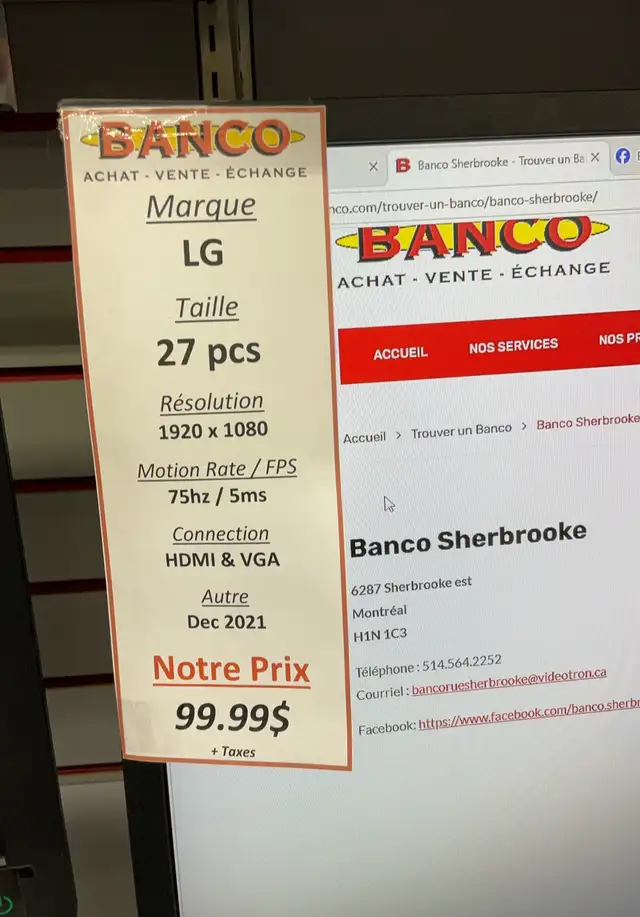 BANCO
ACHAT - VENTE - ÉCHANGE
Marque
LG
Taille
27 pcs
Résolution
1920 x 1080
Motion Rate / FPS
75hz / 5ms
Connection
HDMI & VGA
Autre
Dec 2021
Notre Prix
99.99$
+ Taxes
Banco Sherbrooke - Trouver un Ba
nco.com/trouver-un-banco/banco-sherbrooke/
BANCO
ACHAT - VENTE - ÉCHANGE
ACCUEIL NOS SERVICES NOS PR
Accueil > Trouver un Banco > Banco Sherbrooke
Banco Sherbrooke
6287 Sherbrooke est
Montréal
H1N 1C3
Téléphone : 514.564.2252
Courriel : bancoruesherbrooke@videotron.ca
Facebook: https://www.facebook.com/banco.sherbr